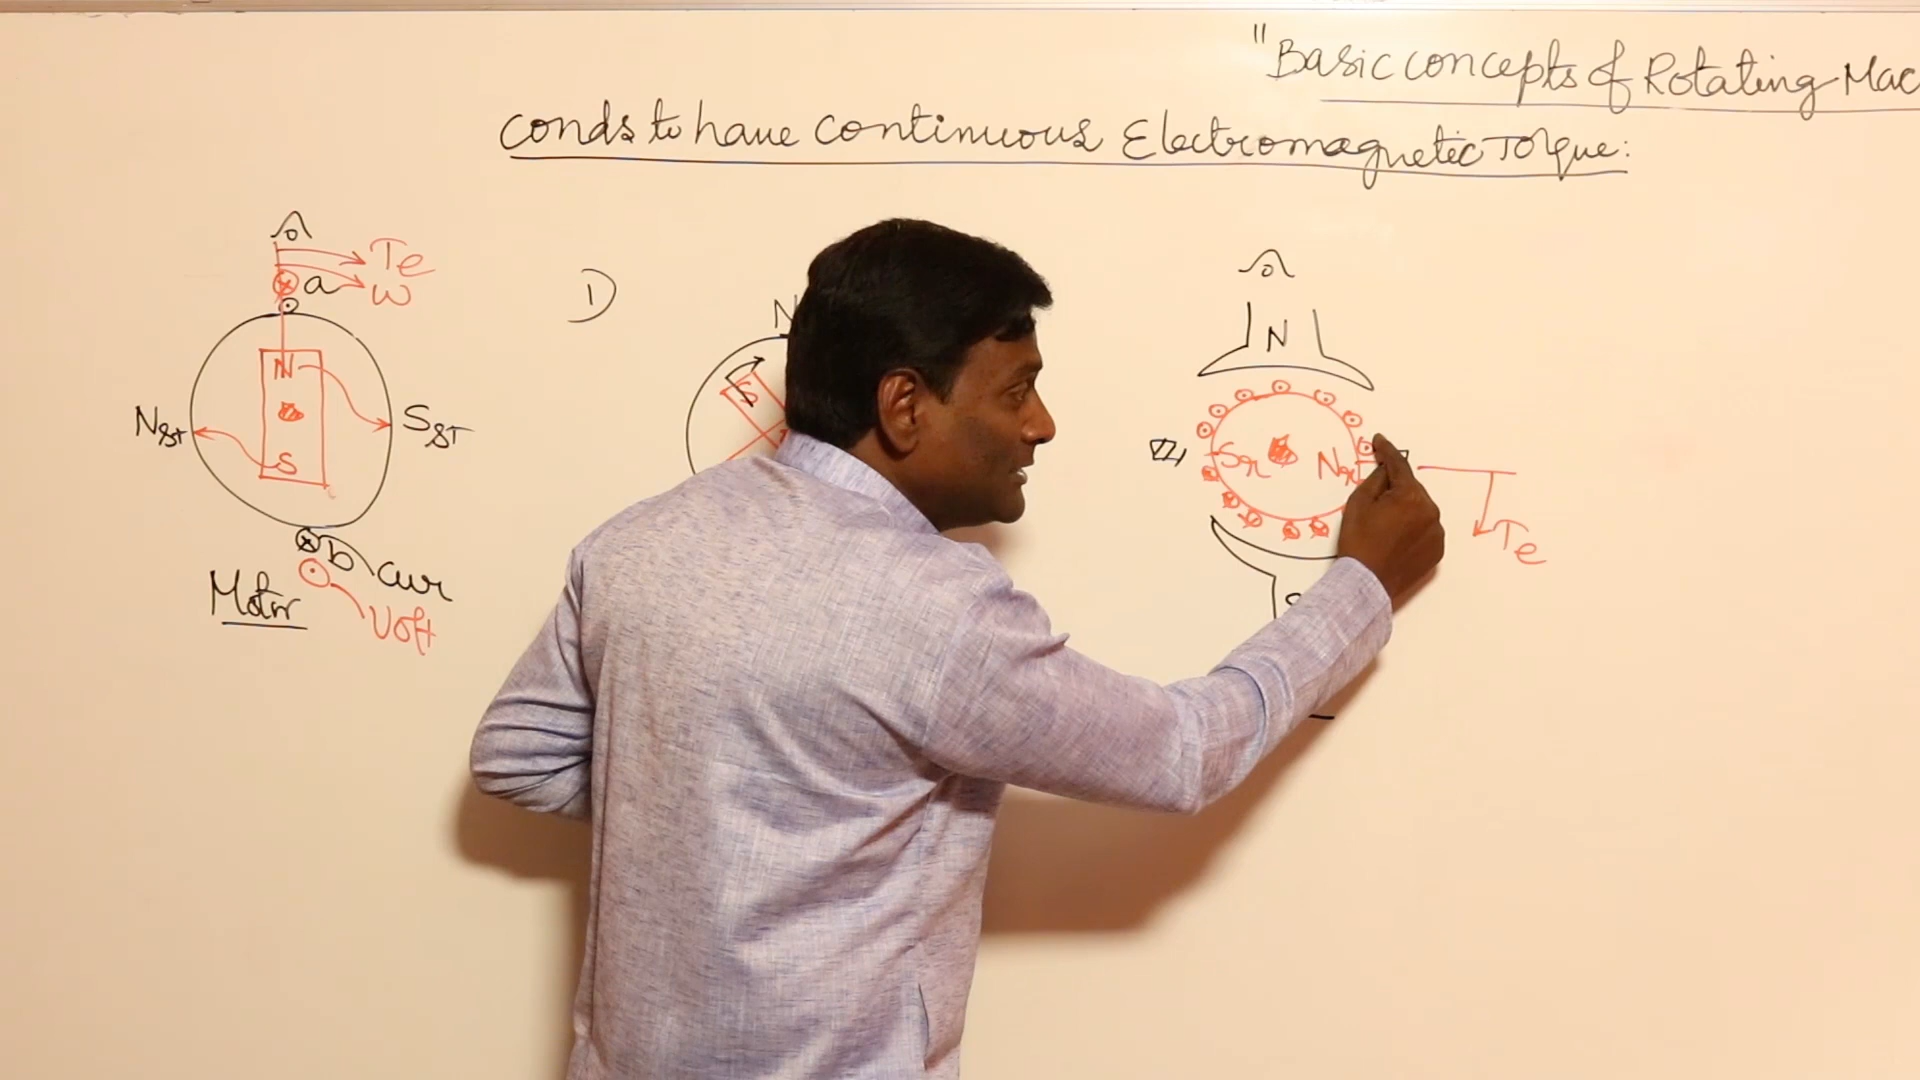 "Basic concepts of Rotating Mac
conds to have continuous Electromagnetic Torque:
Te
a
w
1)
N
N
S
N
NST
SST
S
Sr
Nr
Te
b
cur
Motor
Volt
S